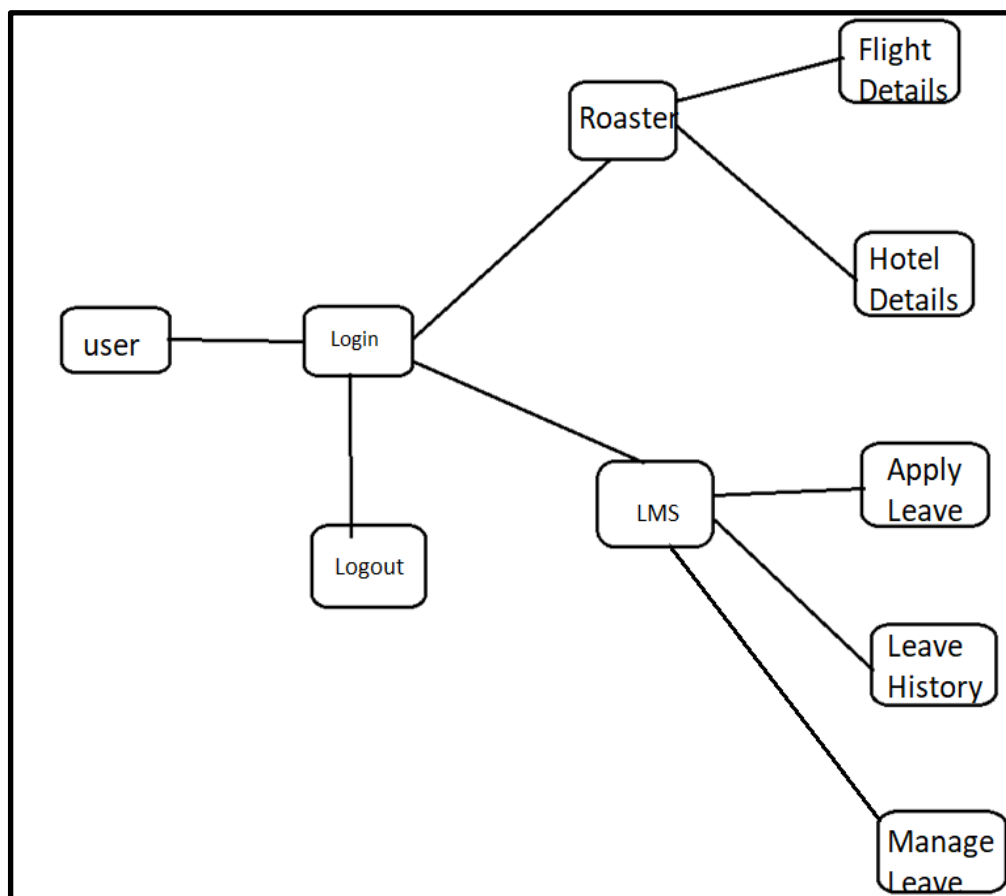 Flight
Details
Roaster
Hotel
Details
user
Login
Apply
Leave
LMS
Logout
Leave
History
Manage
Leave